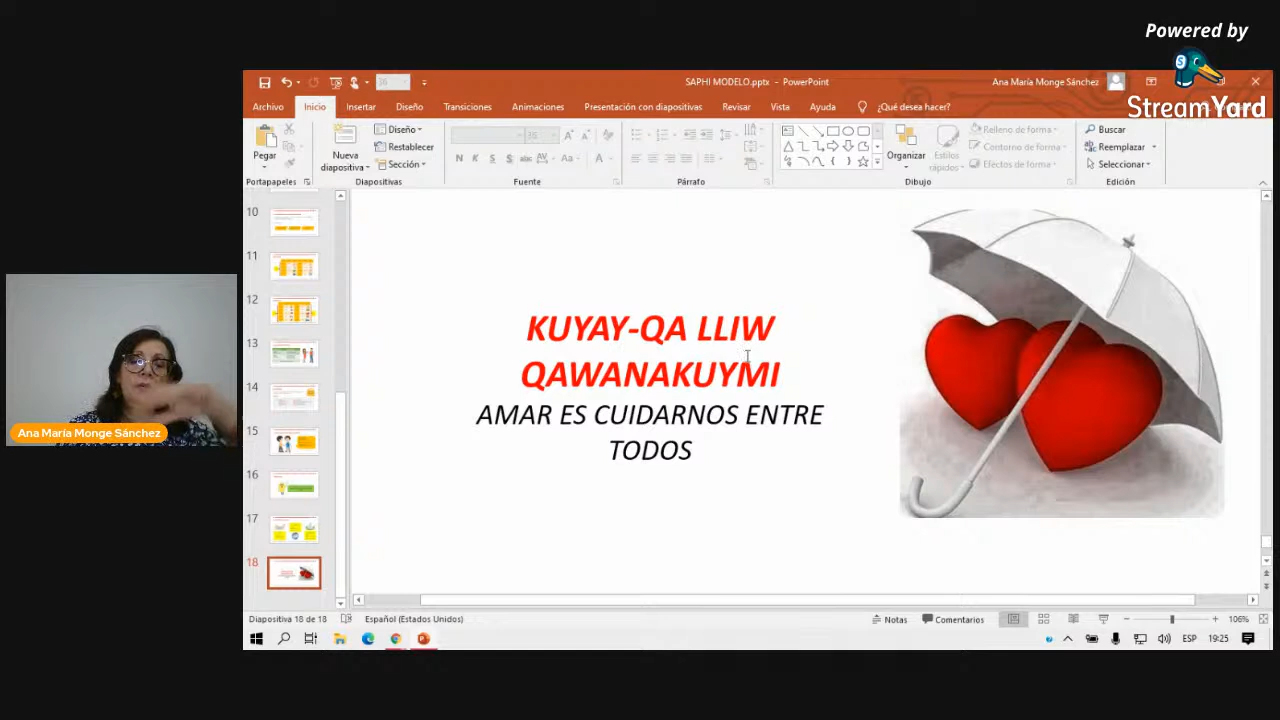 Powered by
StreamYard
SAPHI MODELO.pptx - PowerPoint
Ana María Monge Sánchez
Archivo Inicio Insertar Diseño Transiciones Animaciones Presentación con diapositivas Revisar Vista Ayuda ¿Qué desea hacer?
Pegar
Nueva diapositiva
Diseño
Restablecer
Sección
36
N K S S abc AV Aa A
Organizar
Estilos rápidos
Relleno de forma
Contorno de forma
Efectos de forma
Buscar
Reemplazar
Seleccionar
Portapapeles Diapositivas Fuente Párrafo Dibujo Edición
10
11
12
13
14
15
16
17
18
KUYAY-QA LLIW
QAWANAKUYMI
AMAR ES CUIDARNOS ENTRE
TODOS
Ana María Monge Sánchez
Diapositiva 18 de 18 Español (Estados Unidos) Notas Comentarios 106%
ESP 19:25